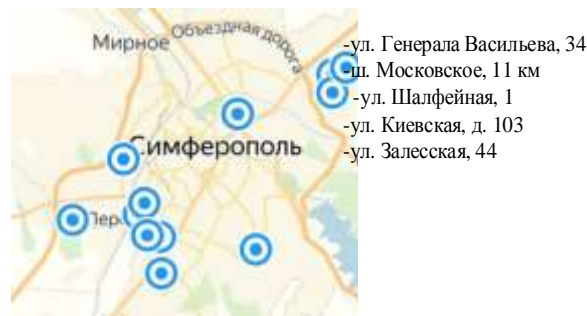 Мирное
Объездная дорога
Симферополь
Пер
-ул. Генерала Васильева, 34
-ш. Московское, 11 км
-ул. Шалфейная, 1
-ул. Киевская, д. 103
-ул. Залесская, 44